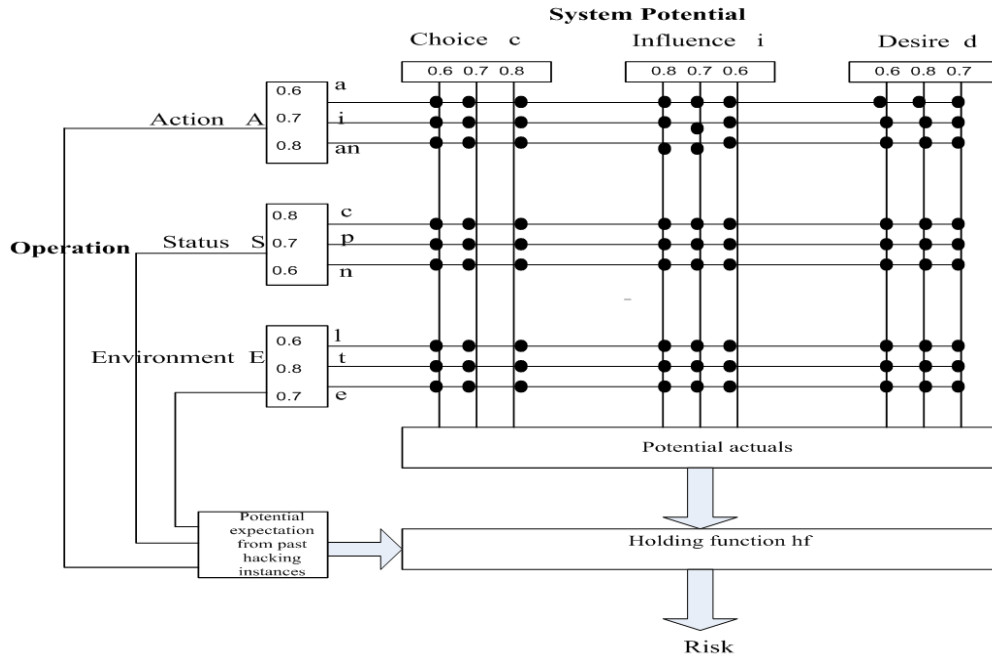 System Potential
Choice c
Influence i
Desire d
0.6 0.7 0.8
0.8 0.7 0.6
0.6 0.8 0.7
Action A
0.6
0.7
0.8
a
i
an
Operation
Status S
0.8
0.7
0.6
c
p
n
Environment E
0.6
0.8
0.7
l
t
e
Potential actuals
Potential
expectation
from past
hacking
instances
Holding function hf
Risk